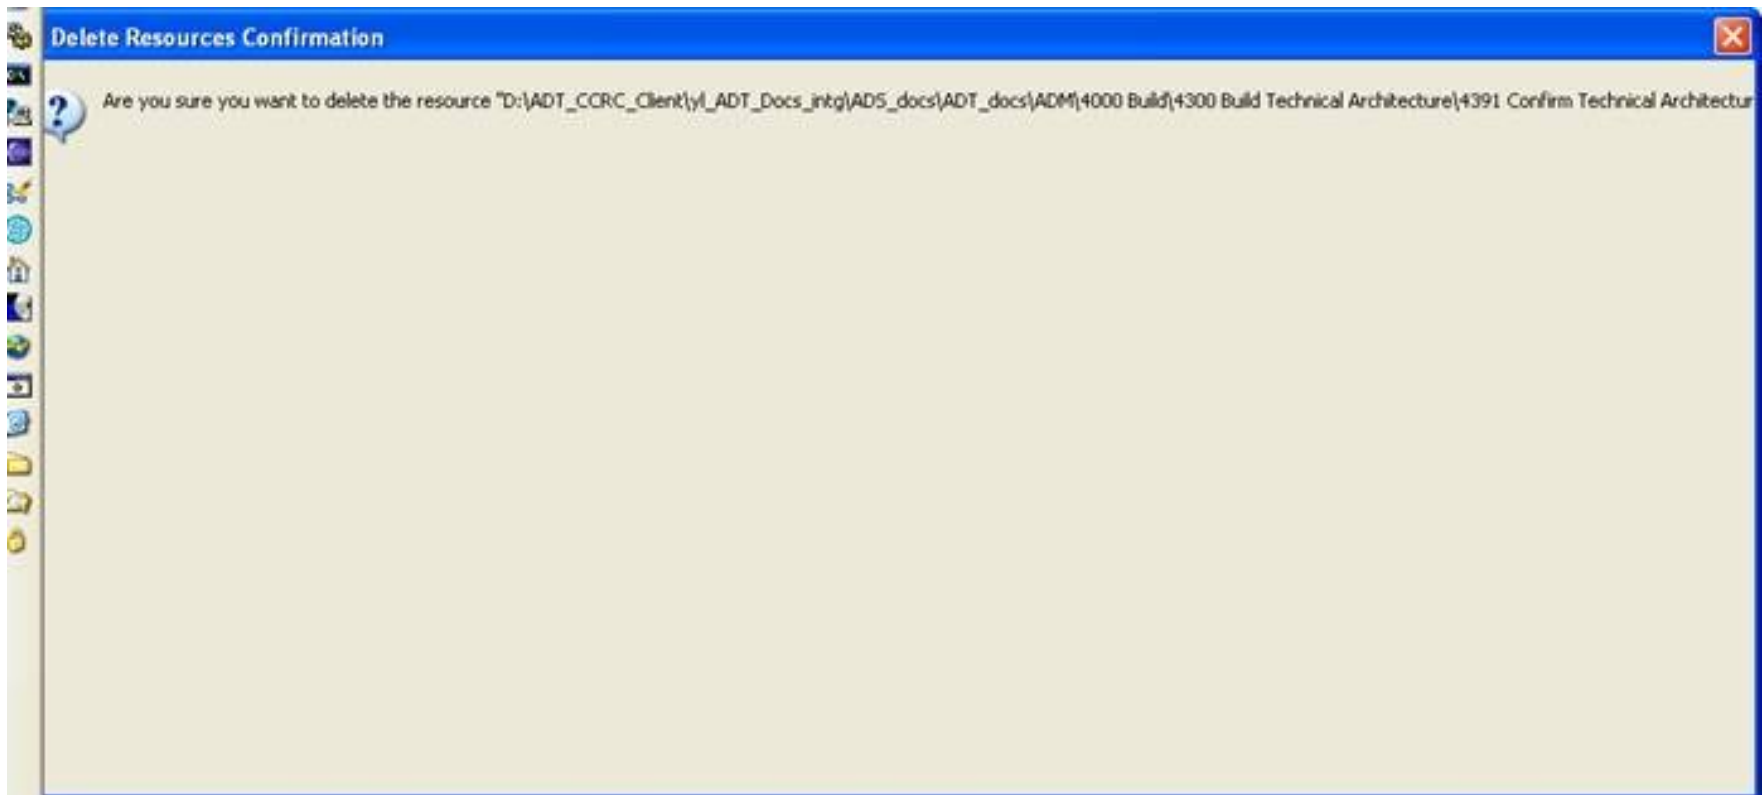 Delete Resources Confirmation
Are you sure you want to delete the resource "D:\ADT_CCRC_Client\yl_ADT_Docs_intg\ADS_docs\ADT_docs\ADM\4000 Build\4300 Build Technical Architecture\4391 Confirm Technical Architectur